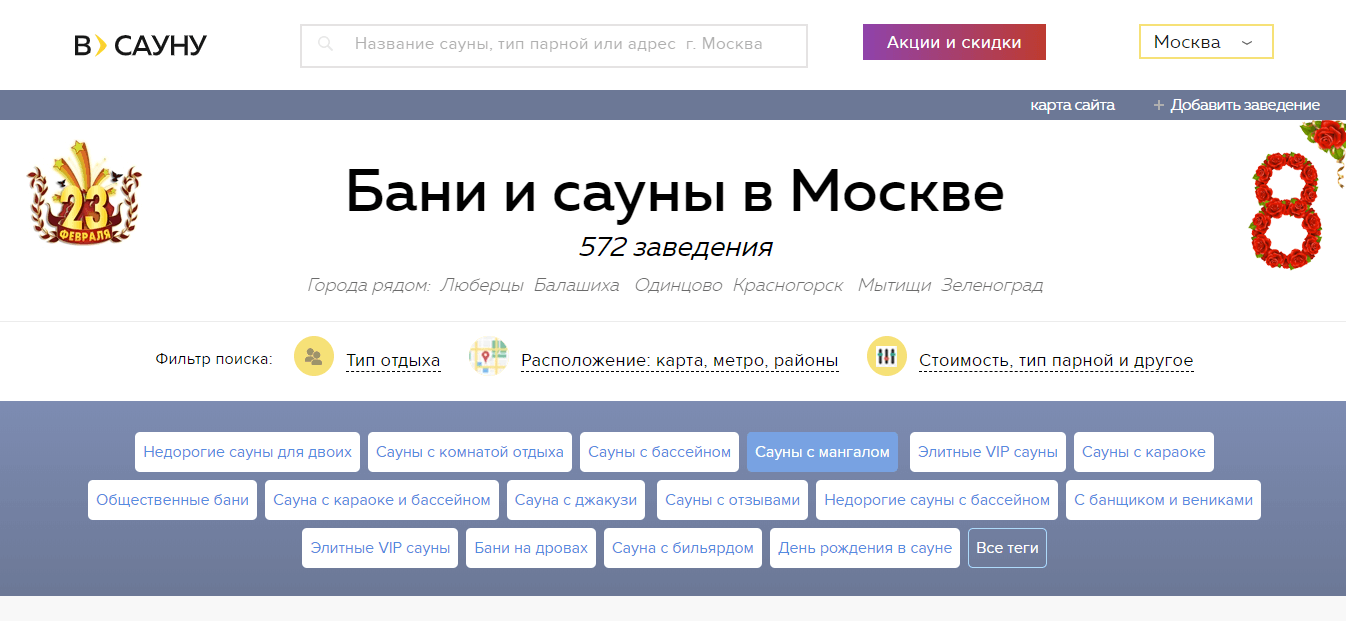 В САУНУ
Название сауны, тип парной или адрес г. Москва
Акции и скидки
Москва
карта сайта
+ Добавить заведение
23
ФЕВРАЛЯ
8
Бани и сауны в Москве
572 заведения
Города рядом: Люберцы Балашиха Одинцово Красногорск Мытищи Зеленоград
Фильтр поиска: Тип отдыха Расположение: карта, метро, районы Стоимость, тип парной и другое
Недорогие сауны для двоих Сауны с комнатой отдыха Сауны с бассейном Сауны с мангалом Элитные VIP сауны Сауны с караоке
Общественные бани Сауна с караоке и бассейном Сауна с джакузи Сауны с отзывами Недорогие сауны с бассейном С банщиком и вениками
Элитные VIP сауны Бани на дровах Сауна с бильярдом День рождения в сауне Все теги